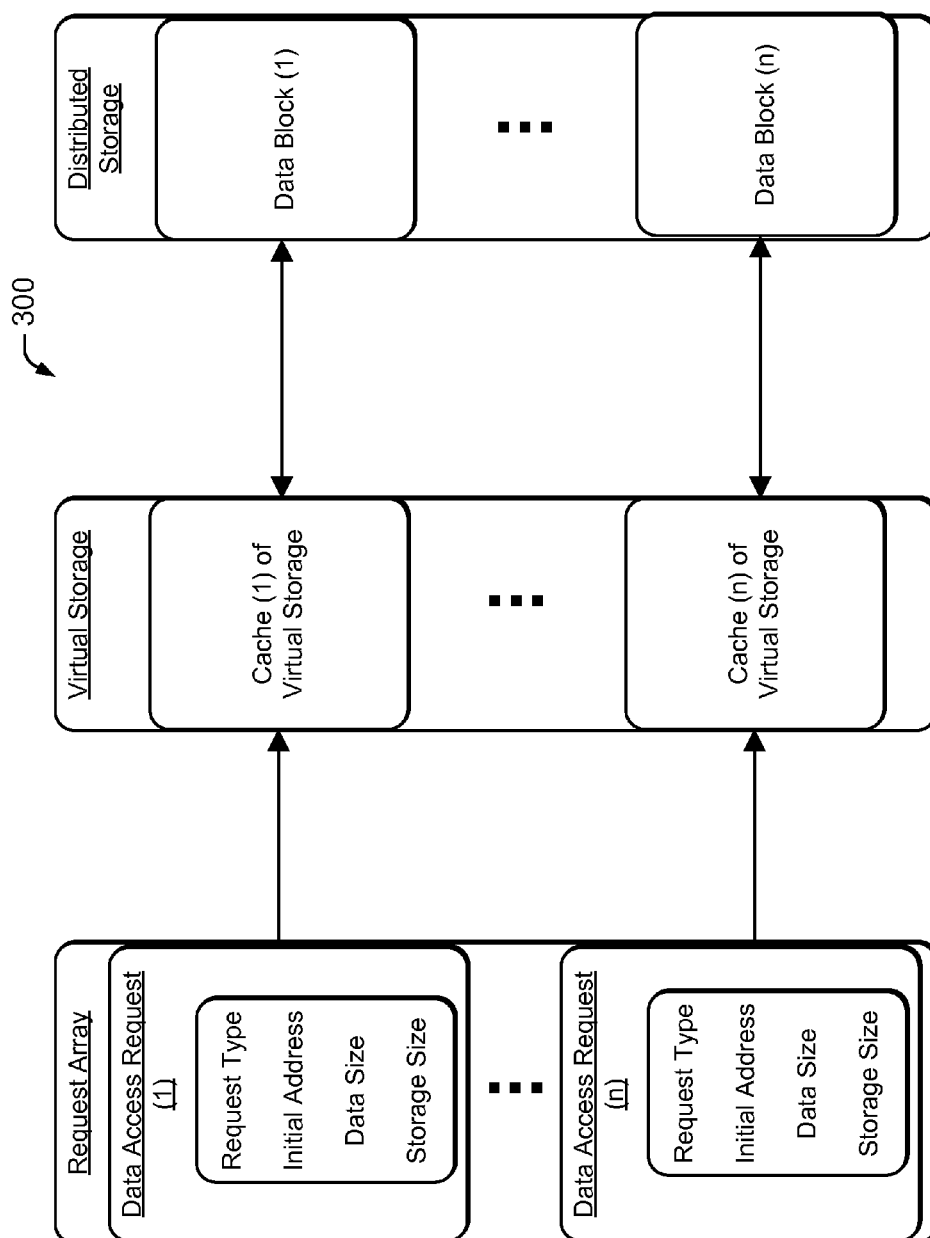 300
Request Array
Data Access Request
(1)
Request Type
Initial Address
Data Size
Storage Size
Data Access Request
(n)
Request Type
Initial Address
Data Size
Storage Size
Virtual Storage
Cache (1) of
Virtual Storage
Cache (n) of
Virtual Storage
Distributed
Storage
Data Block (1)
Data Block (n)